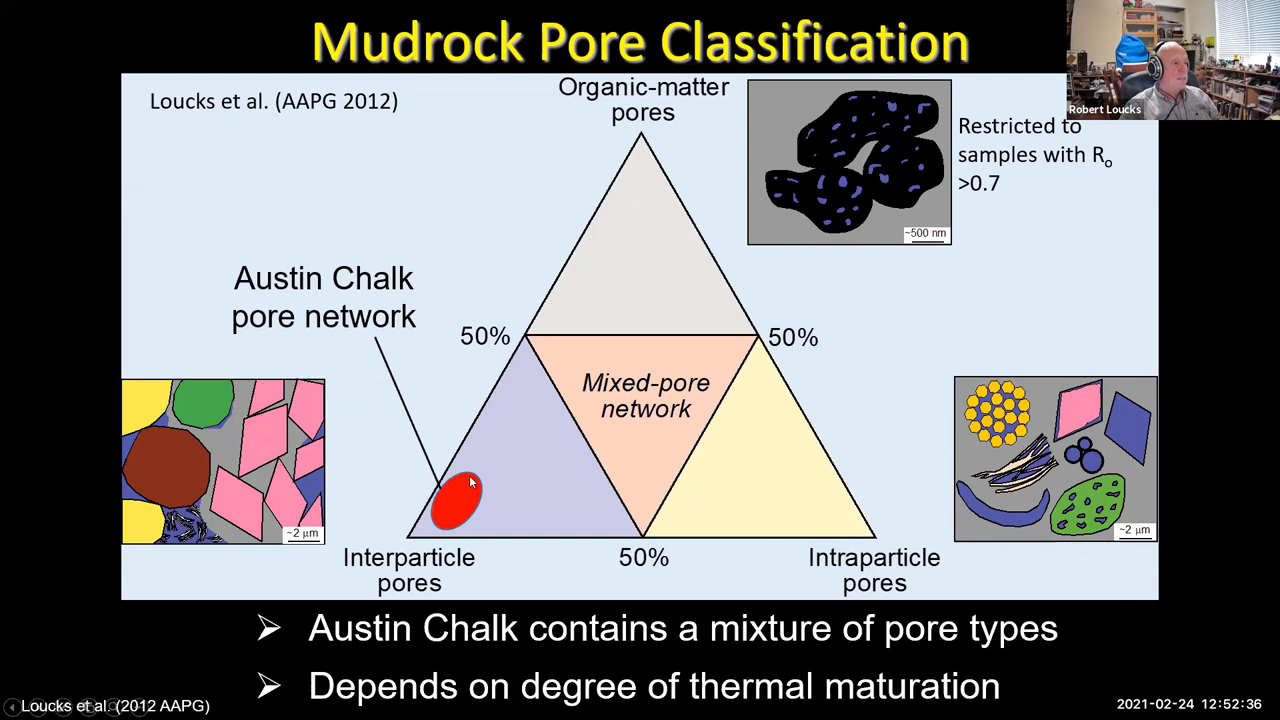 Mudrock Pore Classification
Robert Loucks
Loucks et al. (AAPG 2012)
Organic-matter
pores
Restricted to
samples with Ro
>0.7
~500 nm
Austin Chalk
pore network
50%
50%
Mixed-pore
network
~2 μm
~2 μm
Interparticle
pores
50%
Intraparticle
pores
➢ Austin Chalk contains a mixture of pore types
➢ Depends on degree of thermal maturation
Loucks et al. (2012 AAPG)
2021-02-24 12:52:36